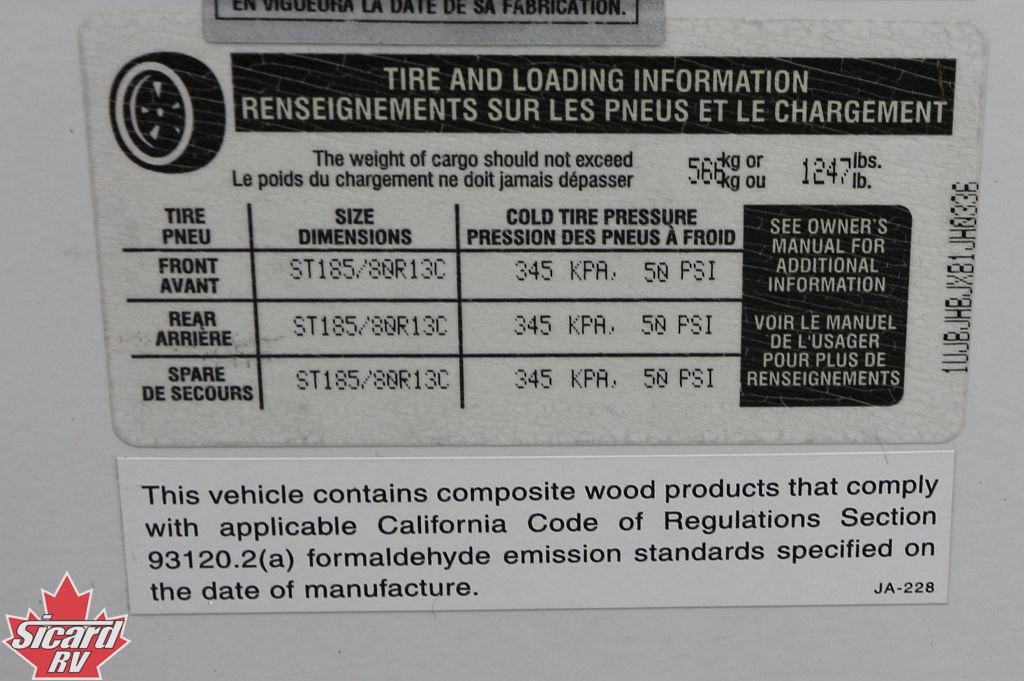 EN VIGUEURA LA DATE DE SA FABRICATION.
TIRE AND LOADING INFORMATION
RENSEIGNEMENTS SUR LES PNEUS ET LE CHARGEMENT
The weight of cargo should not exceed 566 kg or 1247 lbs.
Le poids du chargement ne doit jamais dépasser kg ou lb.
TIRE SIZE COLD TIRE PRESSURE
PNEU DIMENSIONS PRESSION DES PNEUS À FROID
FRONT
AVANT
ST185/80R13C 345 KPA, 50 PSI
REAR
ARRIÈRE
ST185/80R13C 345 KPA, 50 PSI
SPARE
DE SECOURS
ST185/80R13C 345 KPA, 50 PSI
SEE OWNER'S
MANUAL FOR
ADDITIONAL
INFORMATION
VOIR LE MANUEL
DE L'USAGER
POUR PLUS DE
RENSEIGNEMENTS
1UJBJHBJXB1JH0336
This vehicle contains composite wood products that comply
with applicable California Code of Regulations Section
93120.2(a) formaldehyde emission standards specified on
the date of manufacture.
JA-228
Sicard
RV